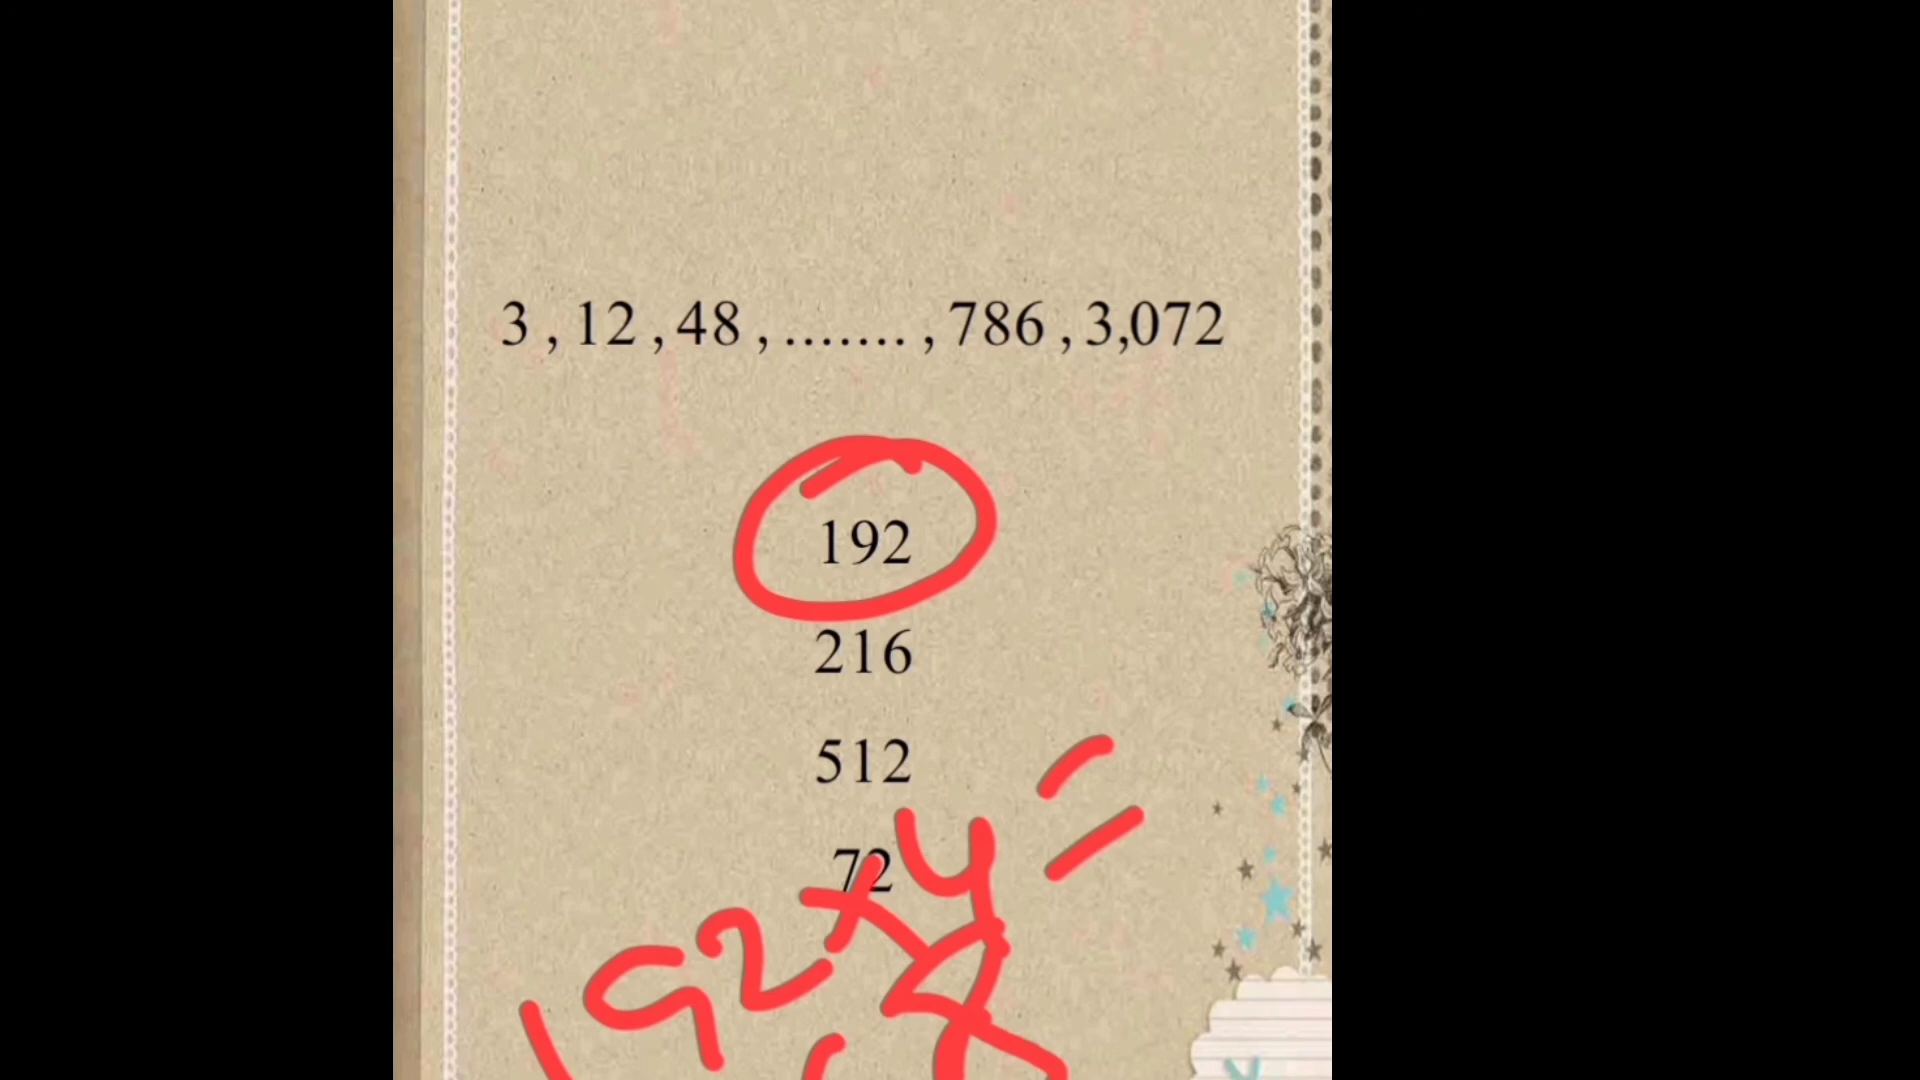 3 , 12 , 48 , ....... , 786 , 3,072
192
216
512
72
192 x 4 =